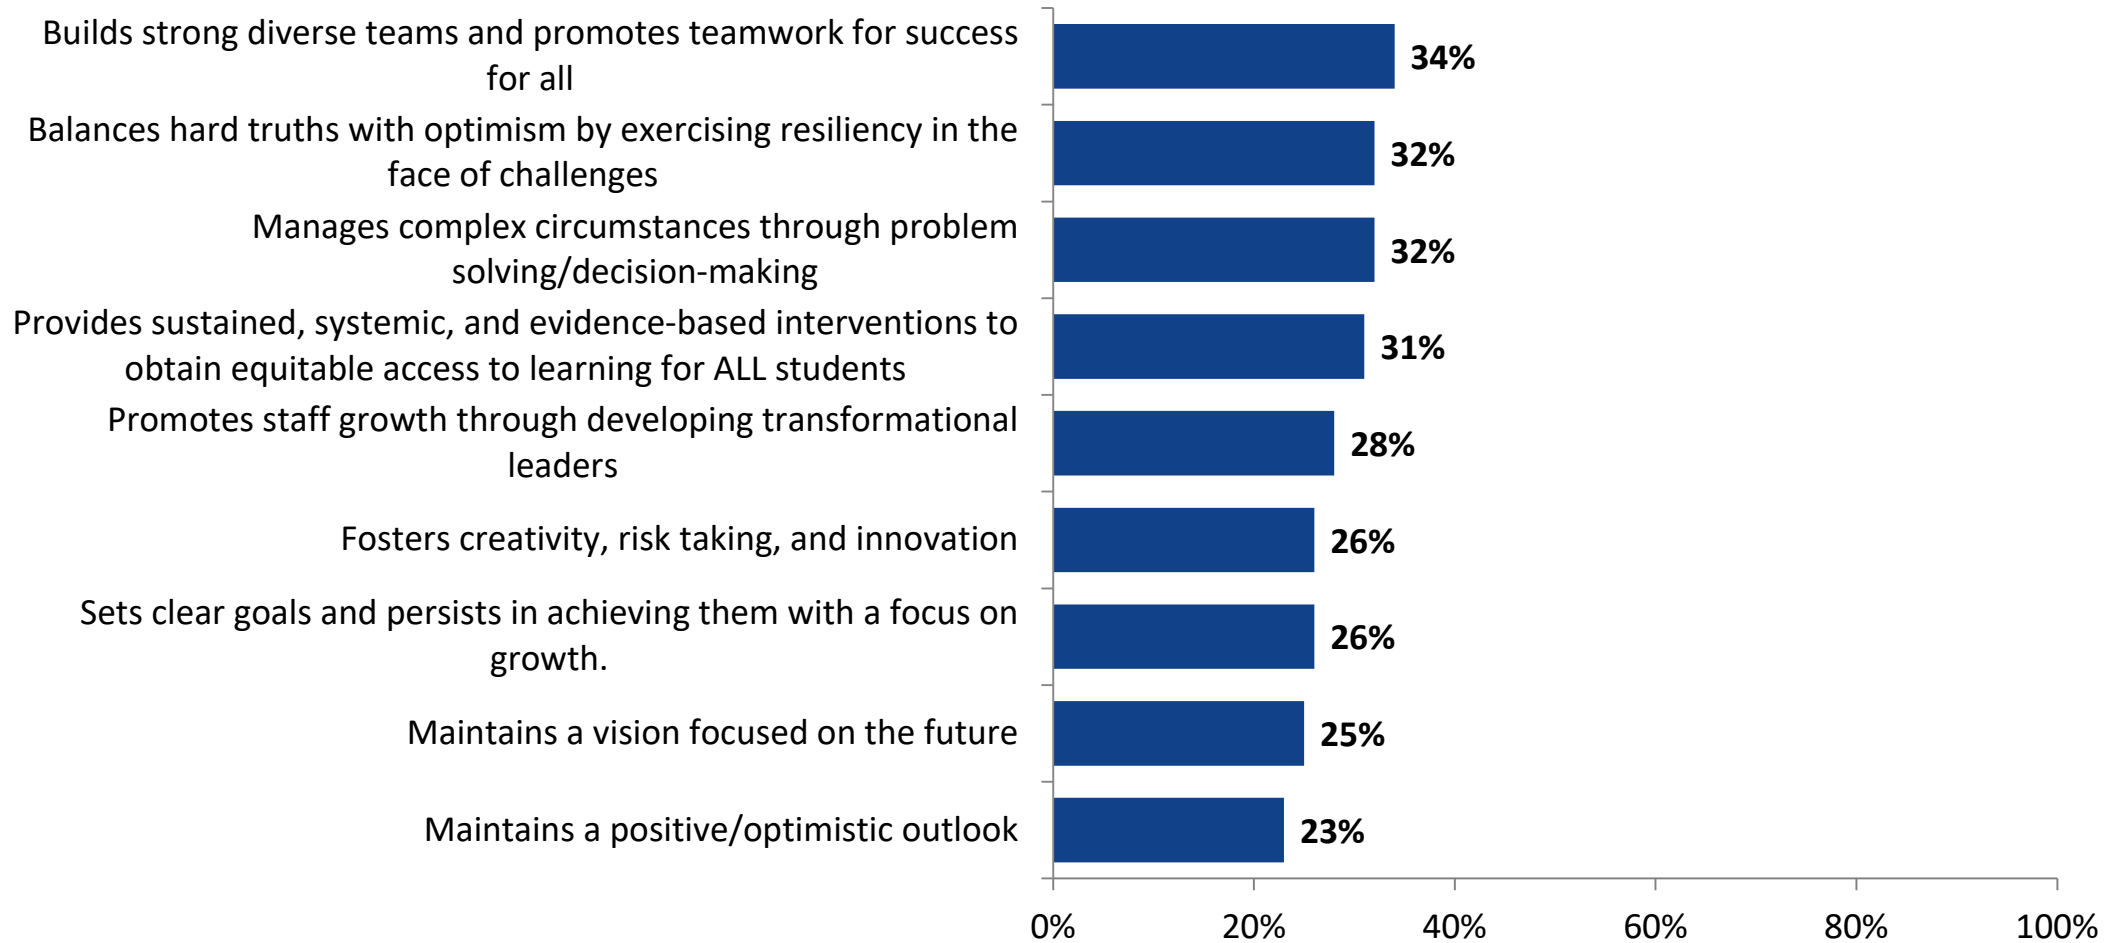 Builds strong diverse teams and promotes teamwork for success
for all
34%
Balances hard truths with optimism by exercising resiliency in the
face of challenges
32%
Manages complex circumstances through problem
solving/decision-making
32%
Provides sustained, systemic, and evidence-based interventions to
obtain equitable access to learning for ALL students
31%
Promotes staff growth through developing transformational
leaders
28%
Fosters creativity, risk taking, and innovation
26%
Sets clear goals and persists in achieving them with a focus on
growth.
26%
Maintains a vision focused on the future
25%
Maintains a positive/optimistic outlook
23%
0% 20% 40% 60% 80% 100%